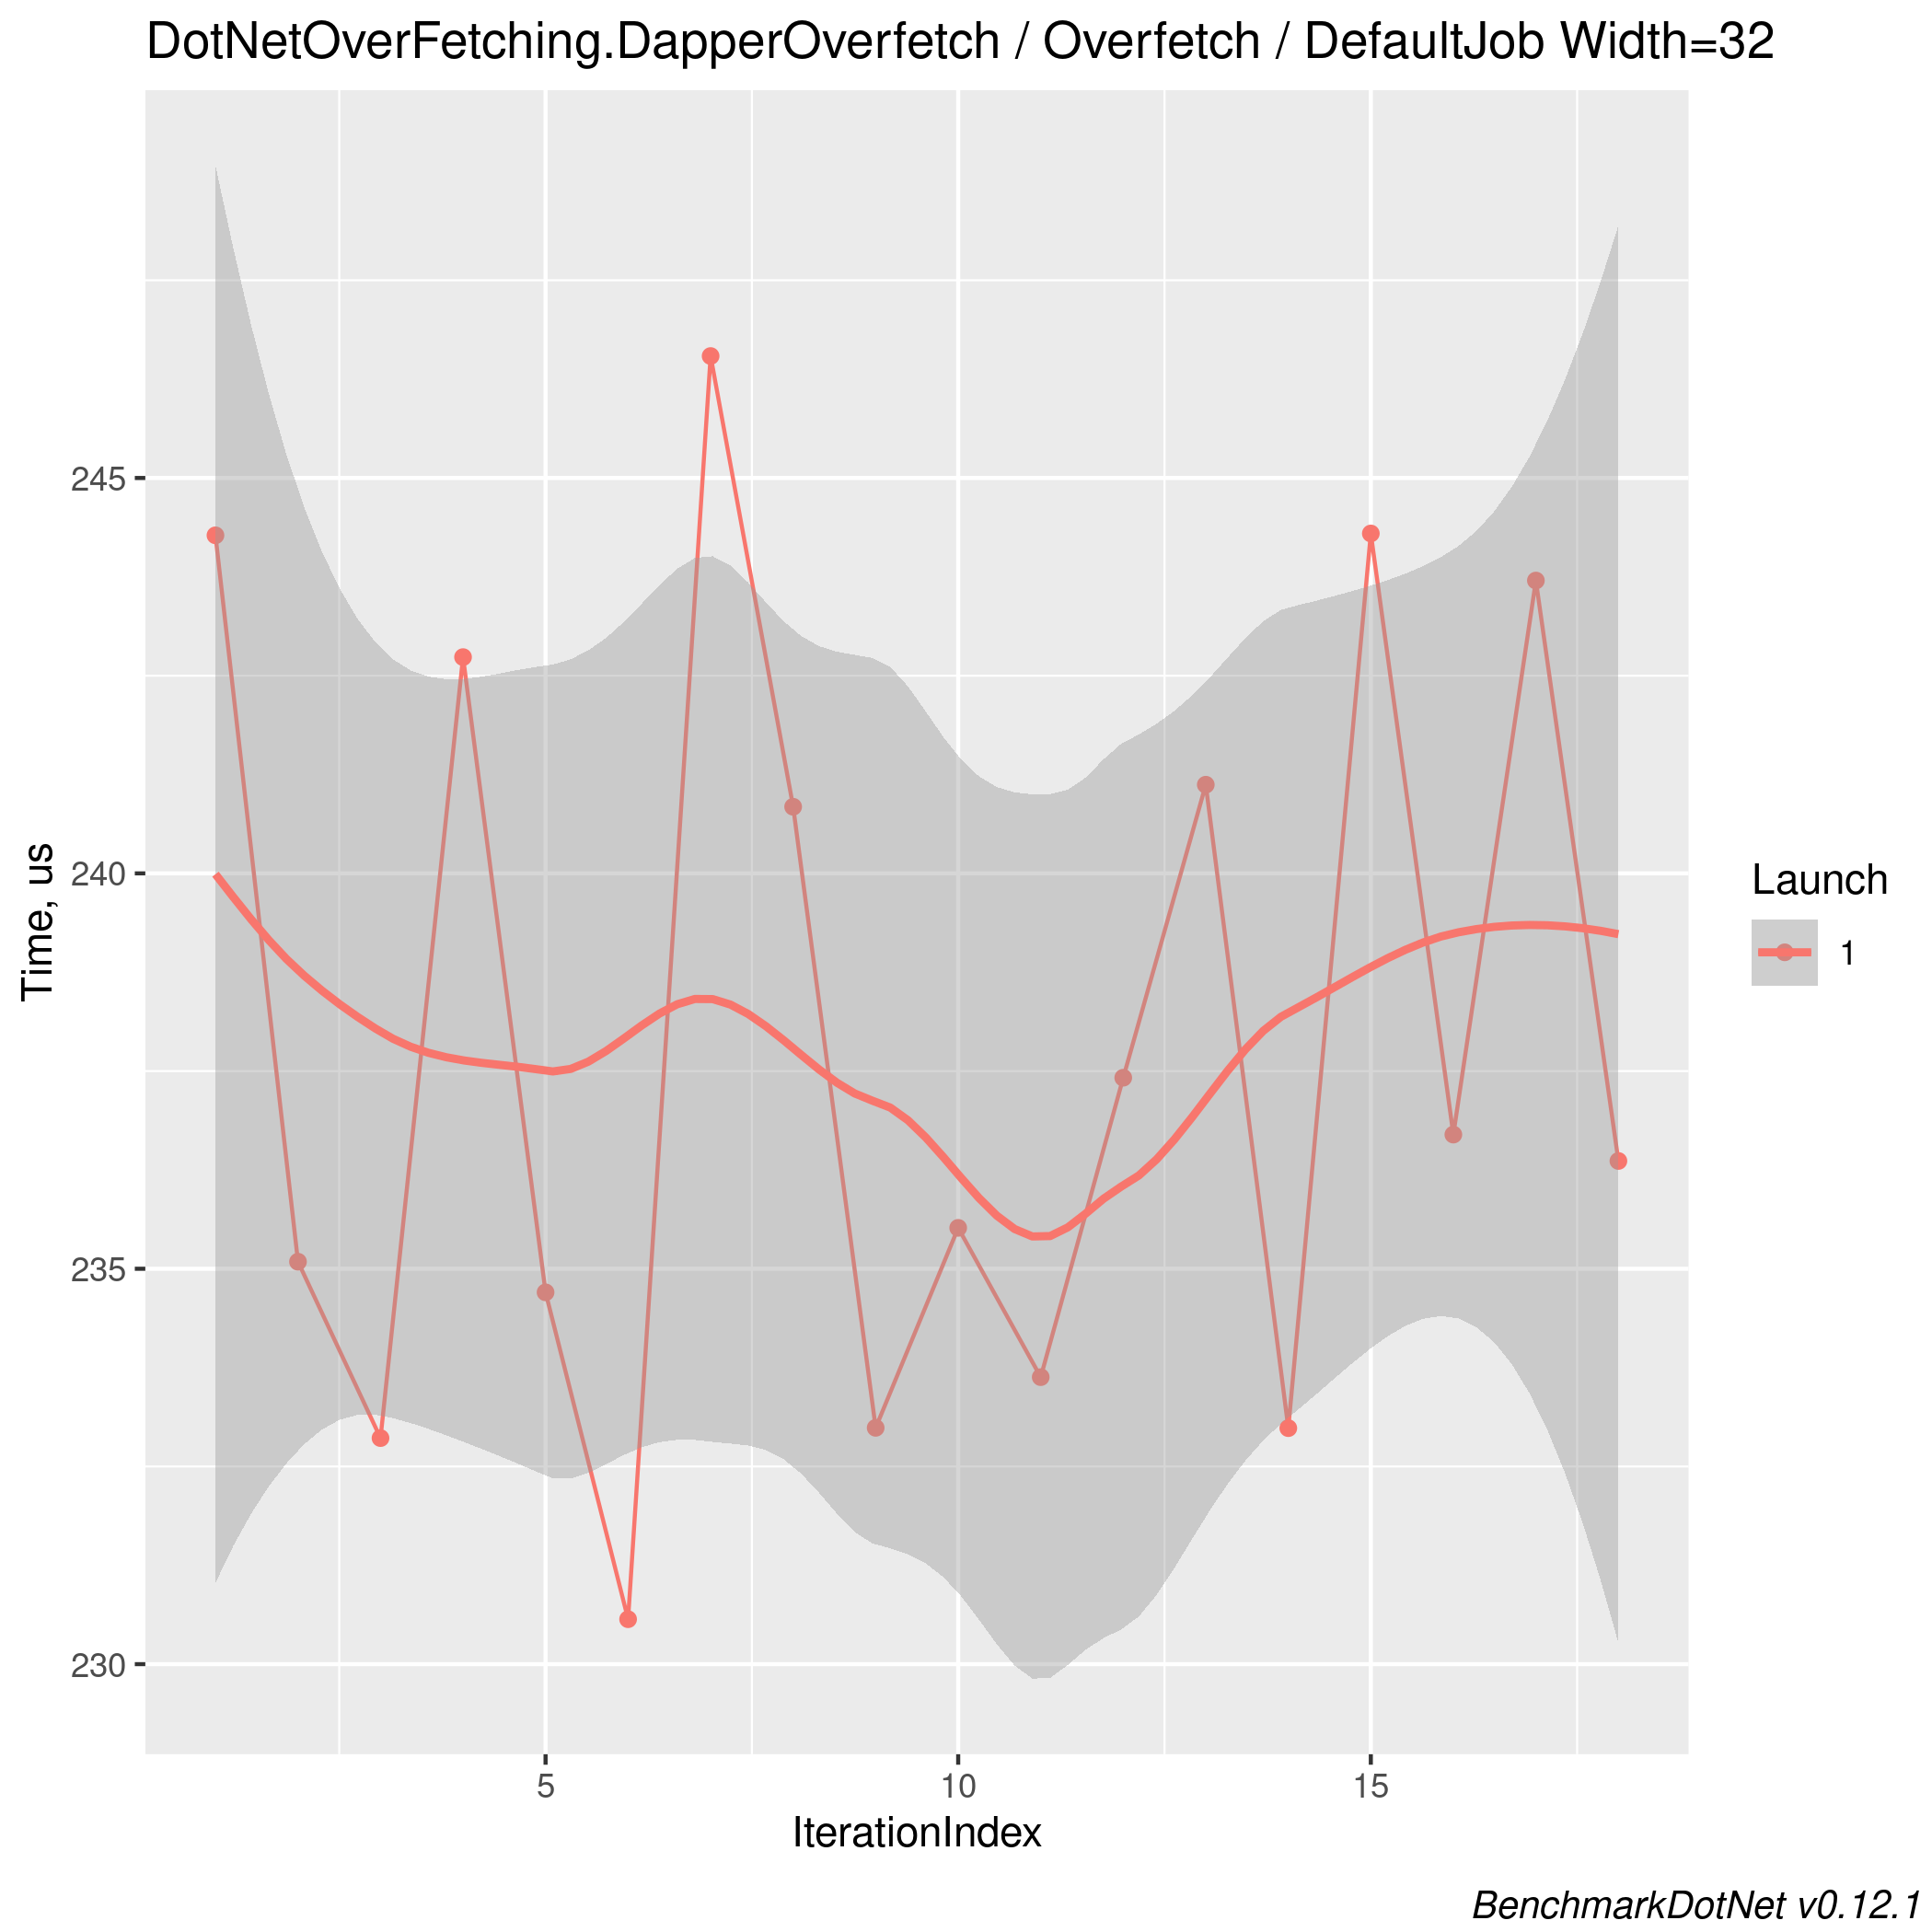 DotNetOverFetching.DapperOverfetch / Overfetch / DefaultJob Width=32
Time, us
245
240
235
230
5
10
15
IterationIndex
Launch
1
BenchmarkDotNet v0.12.1